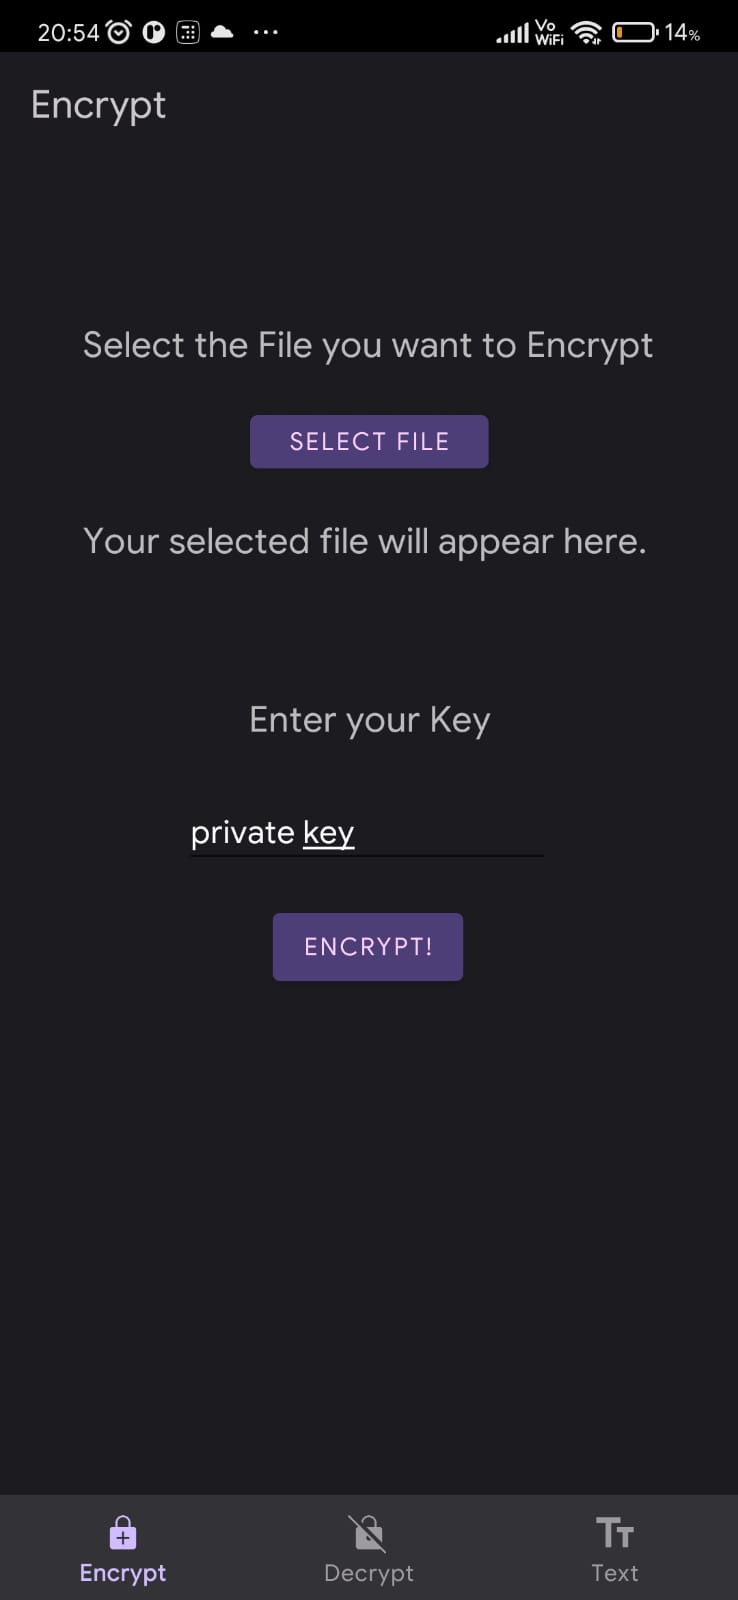 20:54 ... Vo WiFi 14%
Encrypt
Select the File you want to Encrypt
SELECT FILE
Your selected file will appear here.
Enter your Key
private key
ENCRYPT!
Encrypt Decrypt Text